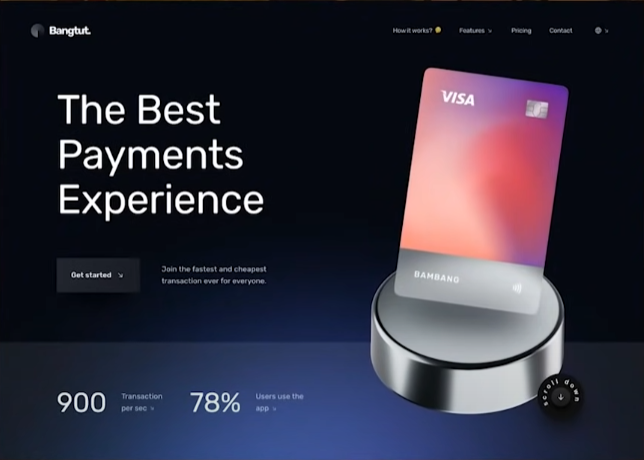 Bangtut.
How it works?
Features
Pricing
Contact
The Best
Payments
Experience
VISA
Get started
Join the fastest and cheapest
transaction ever for everyone.
BAMBANG
scroll down
900
Transaction
per sec
78%
Users use the
app